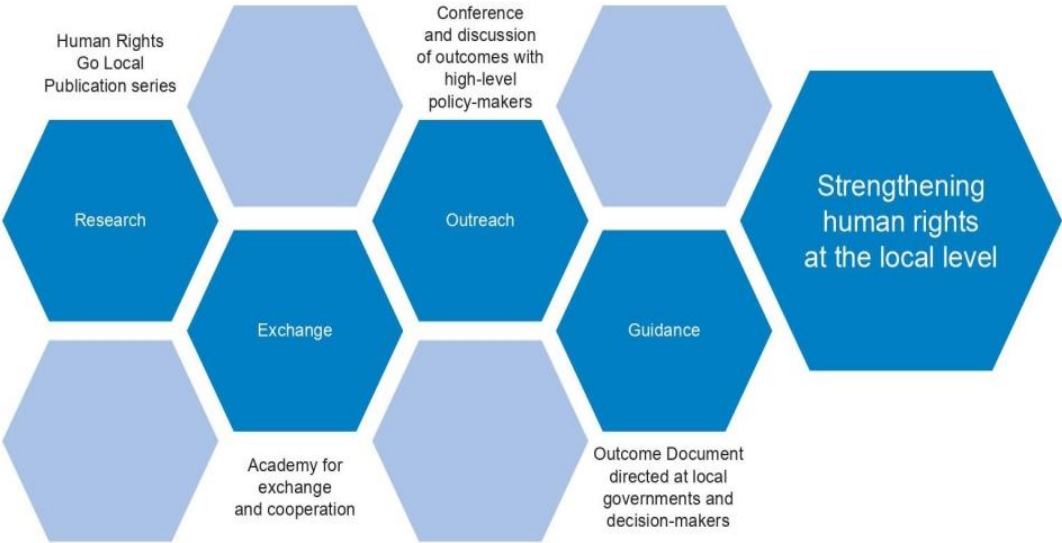 Human Rights
Go Local
Publication series
Research
Exchange
Academy for
exchange
and cooperation
Conference
and discussion
of outcomes with
high-level
policy-makers
Outreach
Guidance
Outcome Document
directed at local
governments and
decision-makers
Strengthening
human rights
at the local level